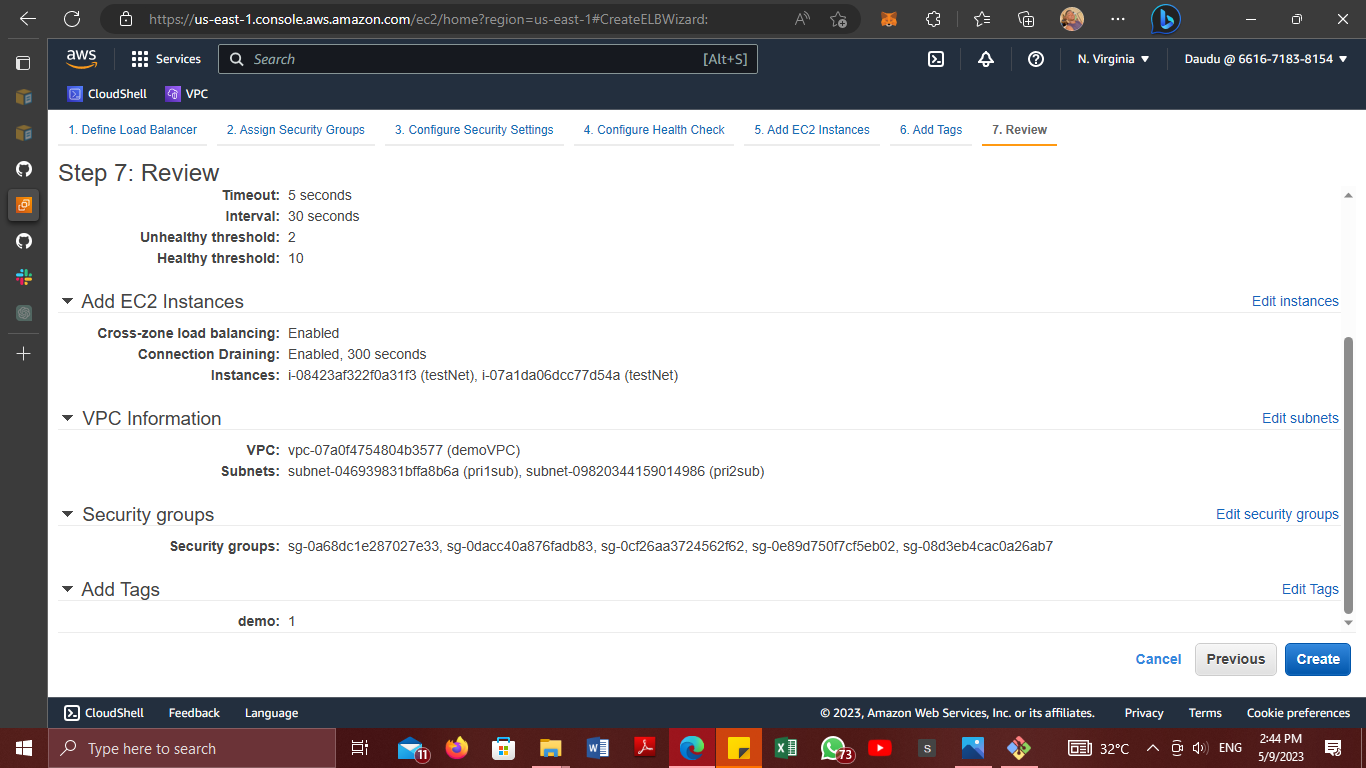 https://us-east-1.console.aws.amazon.com/ec2/home?region=us-east-1#CreateELBWizard:
aws Services Search [Alt+S] N. Virginia Daudu @ 6616-7183-8154
CloudShell VPC
1. Define Load Balancer 2. Assign Security Groups 3. Configure Security Settings 4. Configure Health Check 5. Add EC2 Instances 6. Add Tags 7. Review
Step 7: Review
Timeout: 5 seconds
Interval: 30 seconds
Unhealthy threshold: 2
Healthy threshold: 10
Add EC2 Instances Edit instances
Cross-zone load balancing: Enabled
Connection Draining: Enabled, 300 seconds
Instances: i-08423af322f0a31f3 (testNet), i-07a1da06dcc77d54a (testNet)
VPC Information Edit subnets
VPC: vpc-07a0f4754804b3577 (demoVPC)
Subnets: subnet-046939831bffa8b6a (pri1sub), subnet-09820344159014986 (pri2sub)
Security groups Edit security groups
Security groups: sg-0a68dc1e287027e33, sg-0dacc40a876fadb83, sg-0cf26aa3724562f62, sg-0e89d750f7cf5eb02, sg-08d3eb4cac0a26ab7
Add Tags Edit Tags
demo: 1
Cancel Previous Create
CloudShell Feedback Language © 2023, Amazon Web Services, Inc. or its affiliates. Privacy Terms Cookie preferences
Type here to search 11 73 S 32°C ENG 2:44 PM
5/9/2023